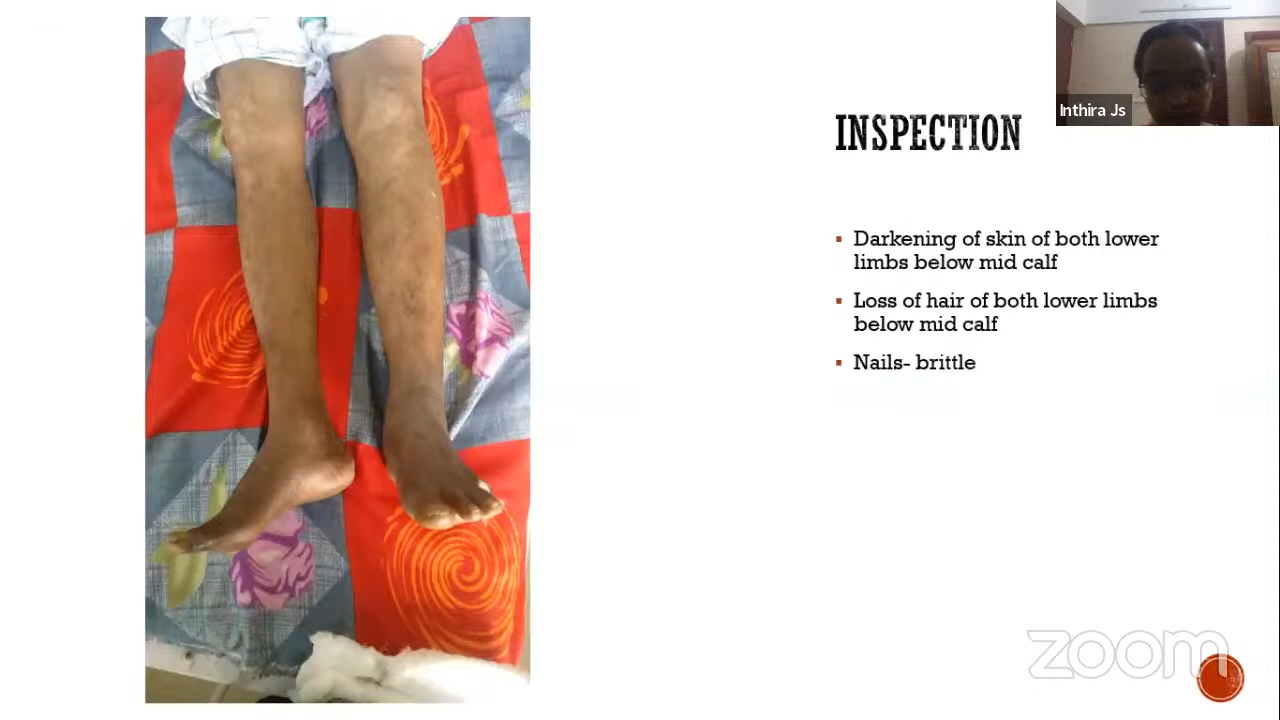 Inthira Js
INSPECTION
▪ Darkening of skin of both lower
limbs below mid calf
▪ Loss of hair of both lower limbs
below mid calf
▪ Nails- brittle
zoom